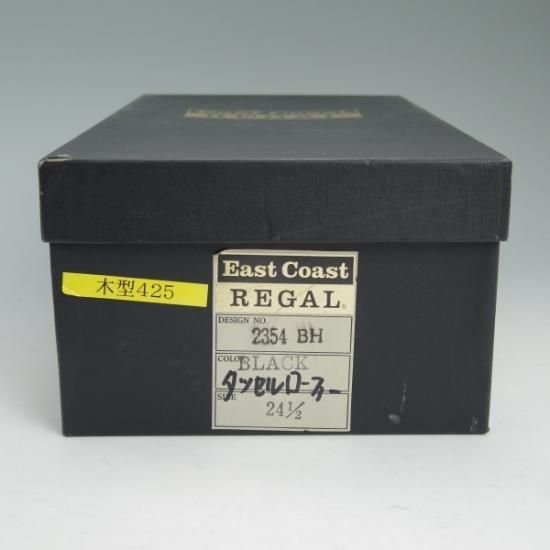 木型425
East Coast
REGAL®
DESIGN NO.
2354 BH
COLOR
BLACK
タッセルローファー
SIZE
24½